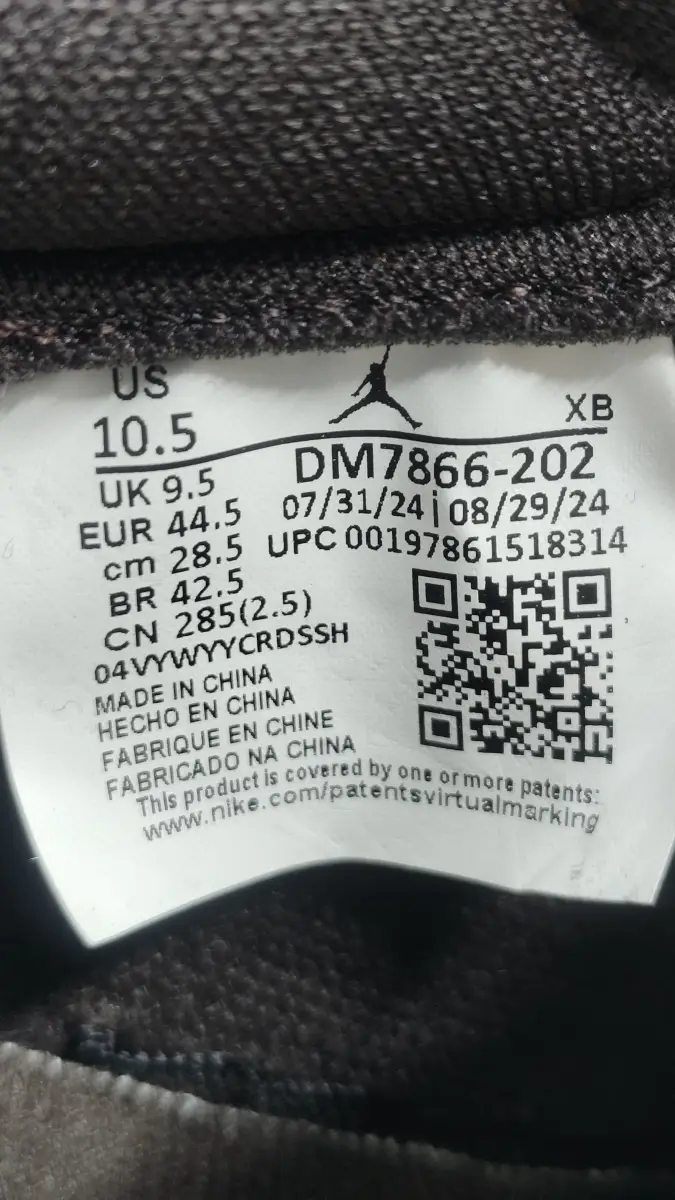 US
10.5
XB
UK 9.5
DM7866-202
EUR 44.5
07/31/24 | 08/29/24
cm 28.5
UPC 00197861518314
BR 42.5
CN 285(2.5)
04VYWYYCRDSSH
MADE IN CHINA
HECHO EN CHINA
FABRIQUE EN CHINE
FABRICADO NA CHINA
This product is covered by one or more patents:
www.nike.com/patentsvirtualmarking